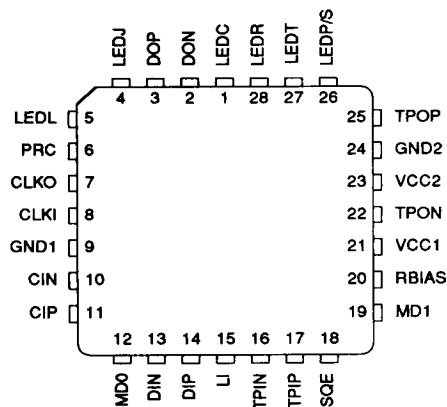 LEDJ DOP DON LEDC LEDR LEDT LEDP/S
4 3 2 1 28 27 26
LEDL 5 25 TPOP
PRC 6 24 GND2
CLKO 7 23 VCC2
CLKI 8 22 TPON
GND1 9 21 VCC1
CIN 10 20 RBIAS
CIP 11 19 MD1
12 13 14 15 16 17 18
MD0 DIN DIP LI TPIN TPIP SQE